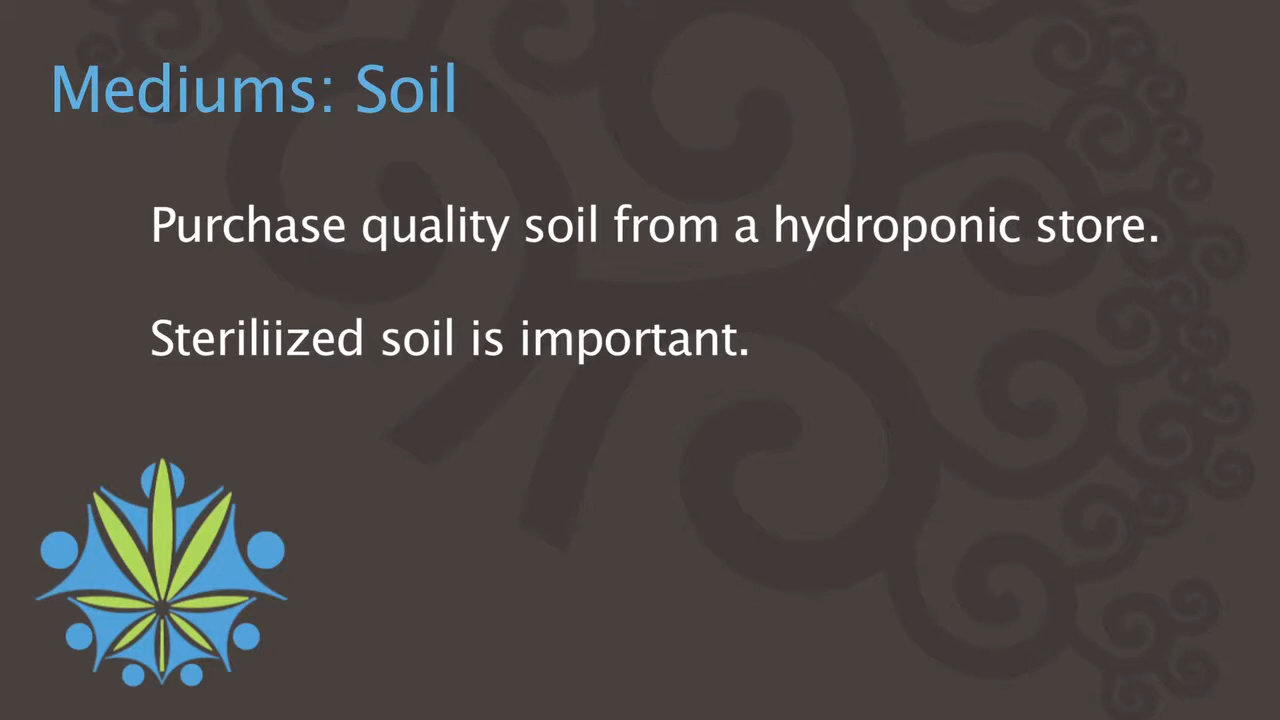 Mediums: Soil
Purchase quality soil from a hydroponic store.
Steriliized soil is important.